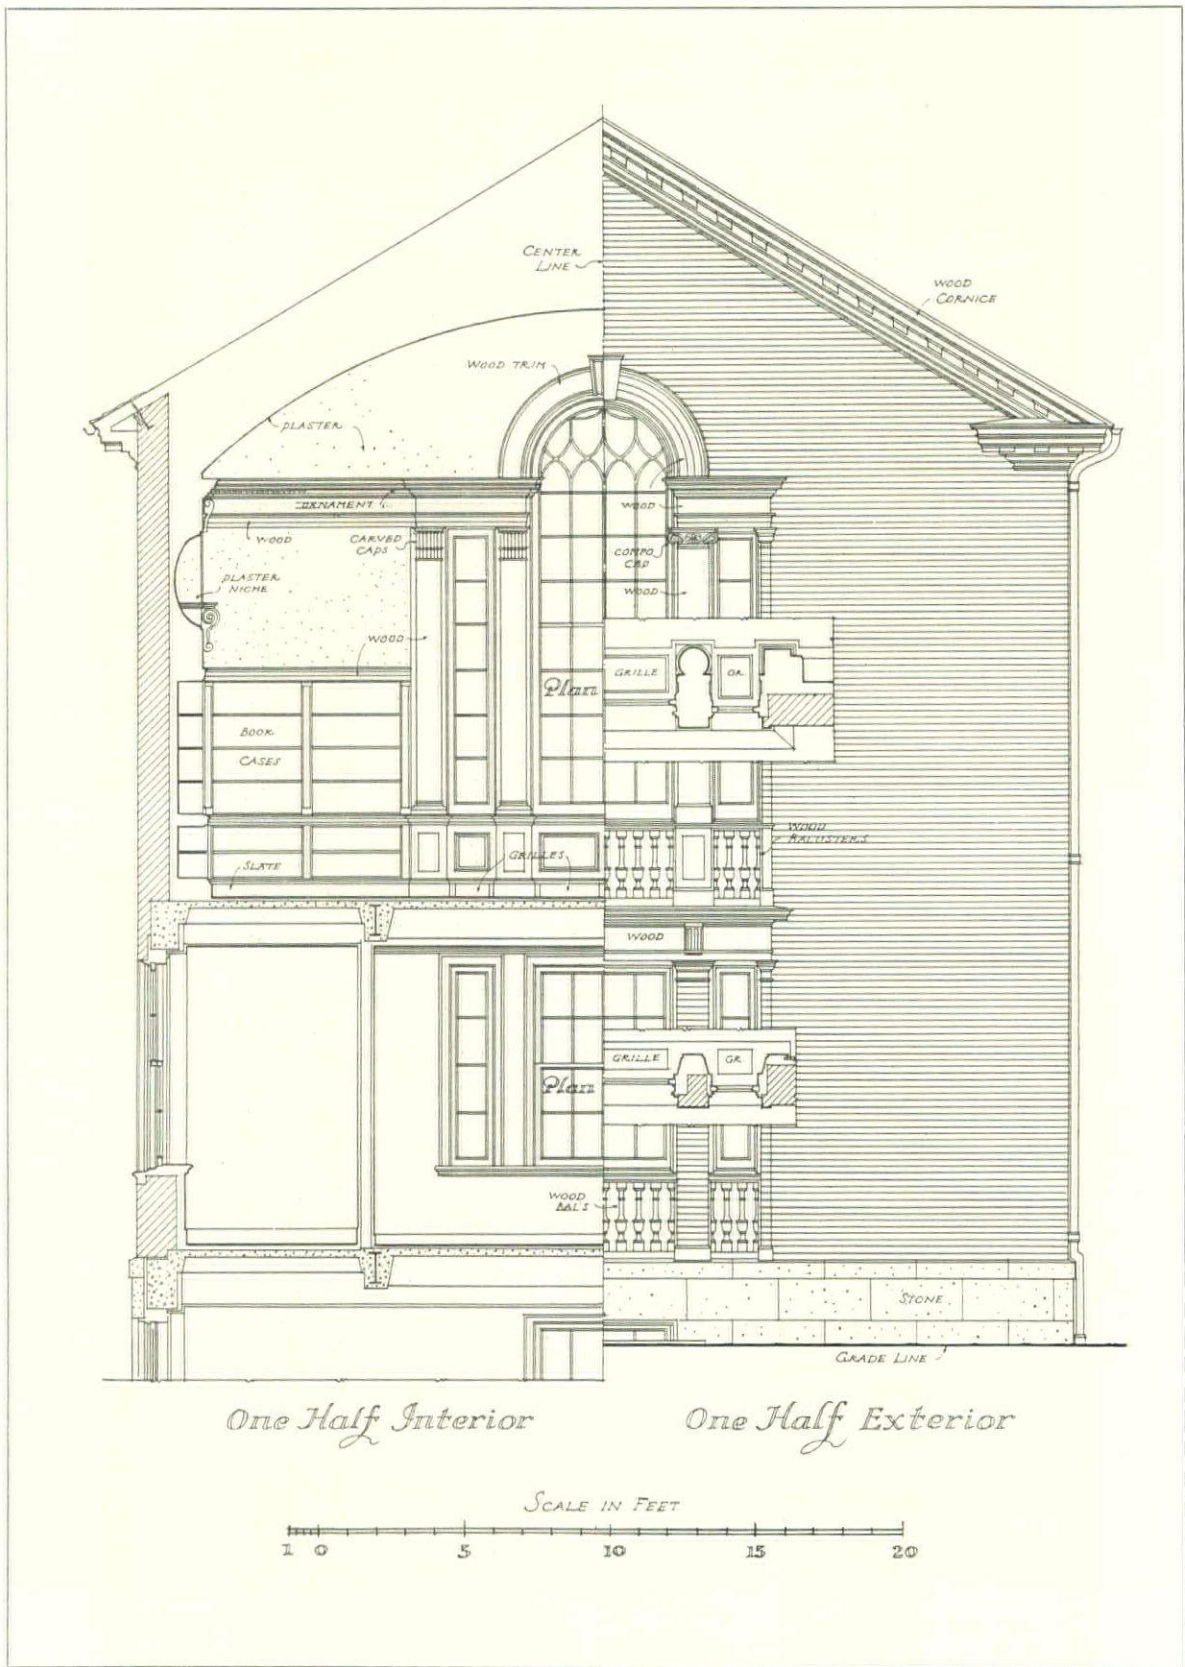 CENTER
LINE
WOOD
CORNICE
WOOD TRIM
PLASTER
ORNAMENT
WOOD
CARVED
CAPS
WOOD
COMPO
CAP
PLASTER
NICHE
WOOD
WOOD
Plan
GRILLE
GR.
BOOK
CASES
WOOD
BALUSTERS
SLATE
GRILLES
WOOD
GRILLE
GR.
Plan
WOOD
BAL'S
STONE
GRADE LINE
One Half Interior
One Half Exterior
SCALE IN FEET
1 0 5 10 15 20